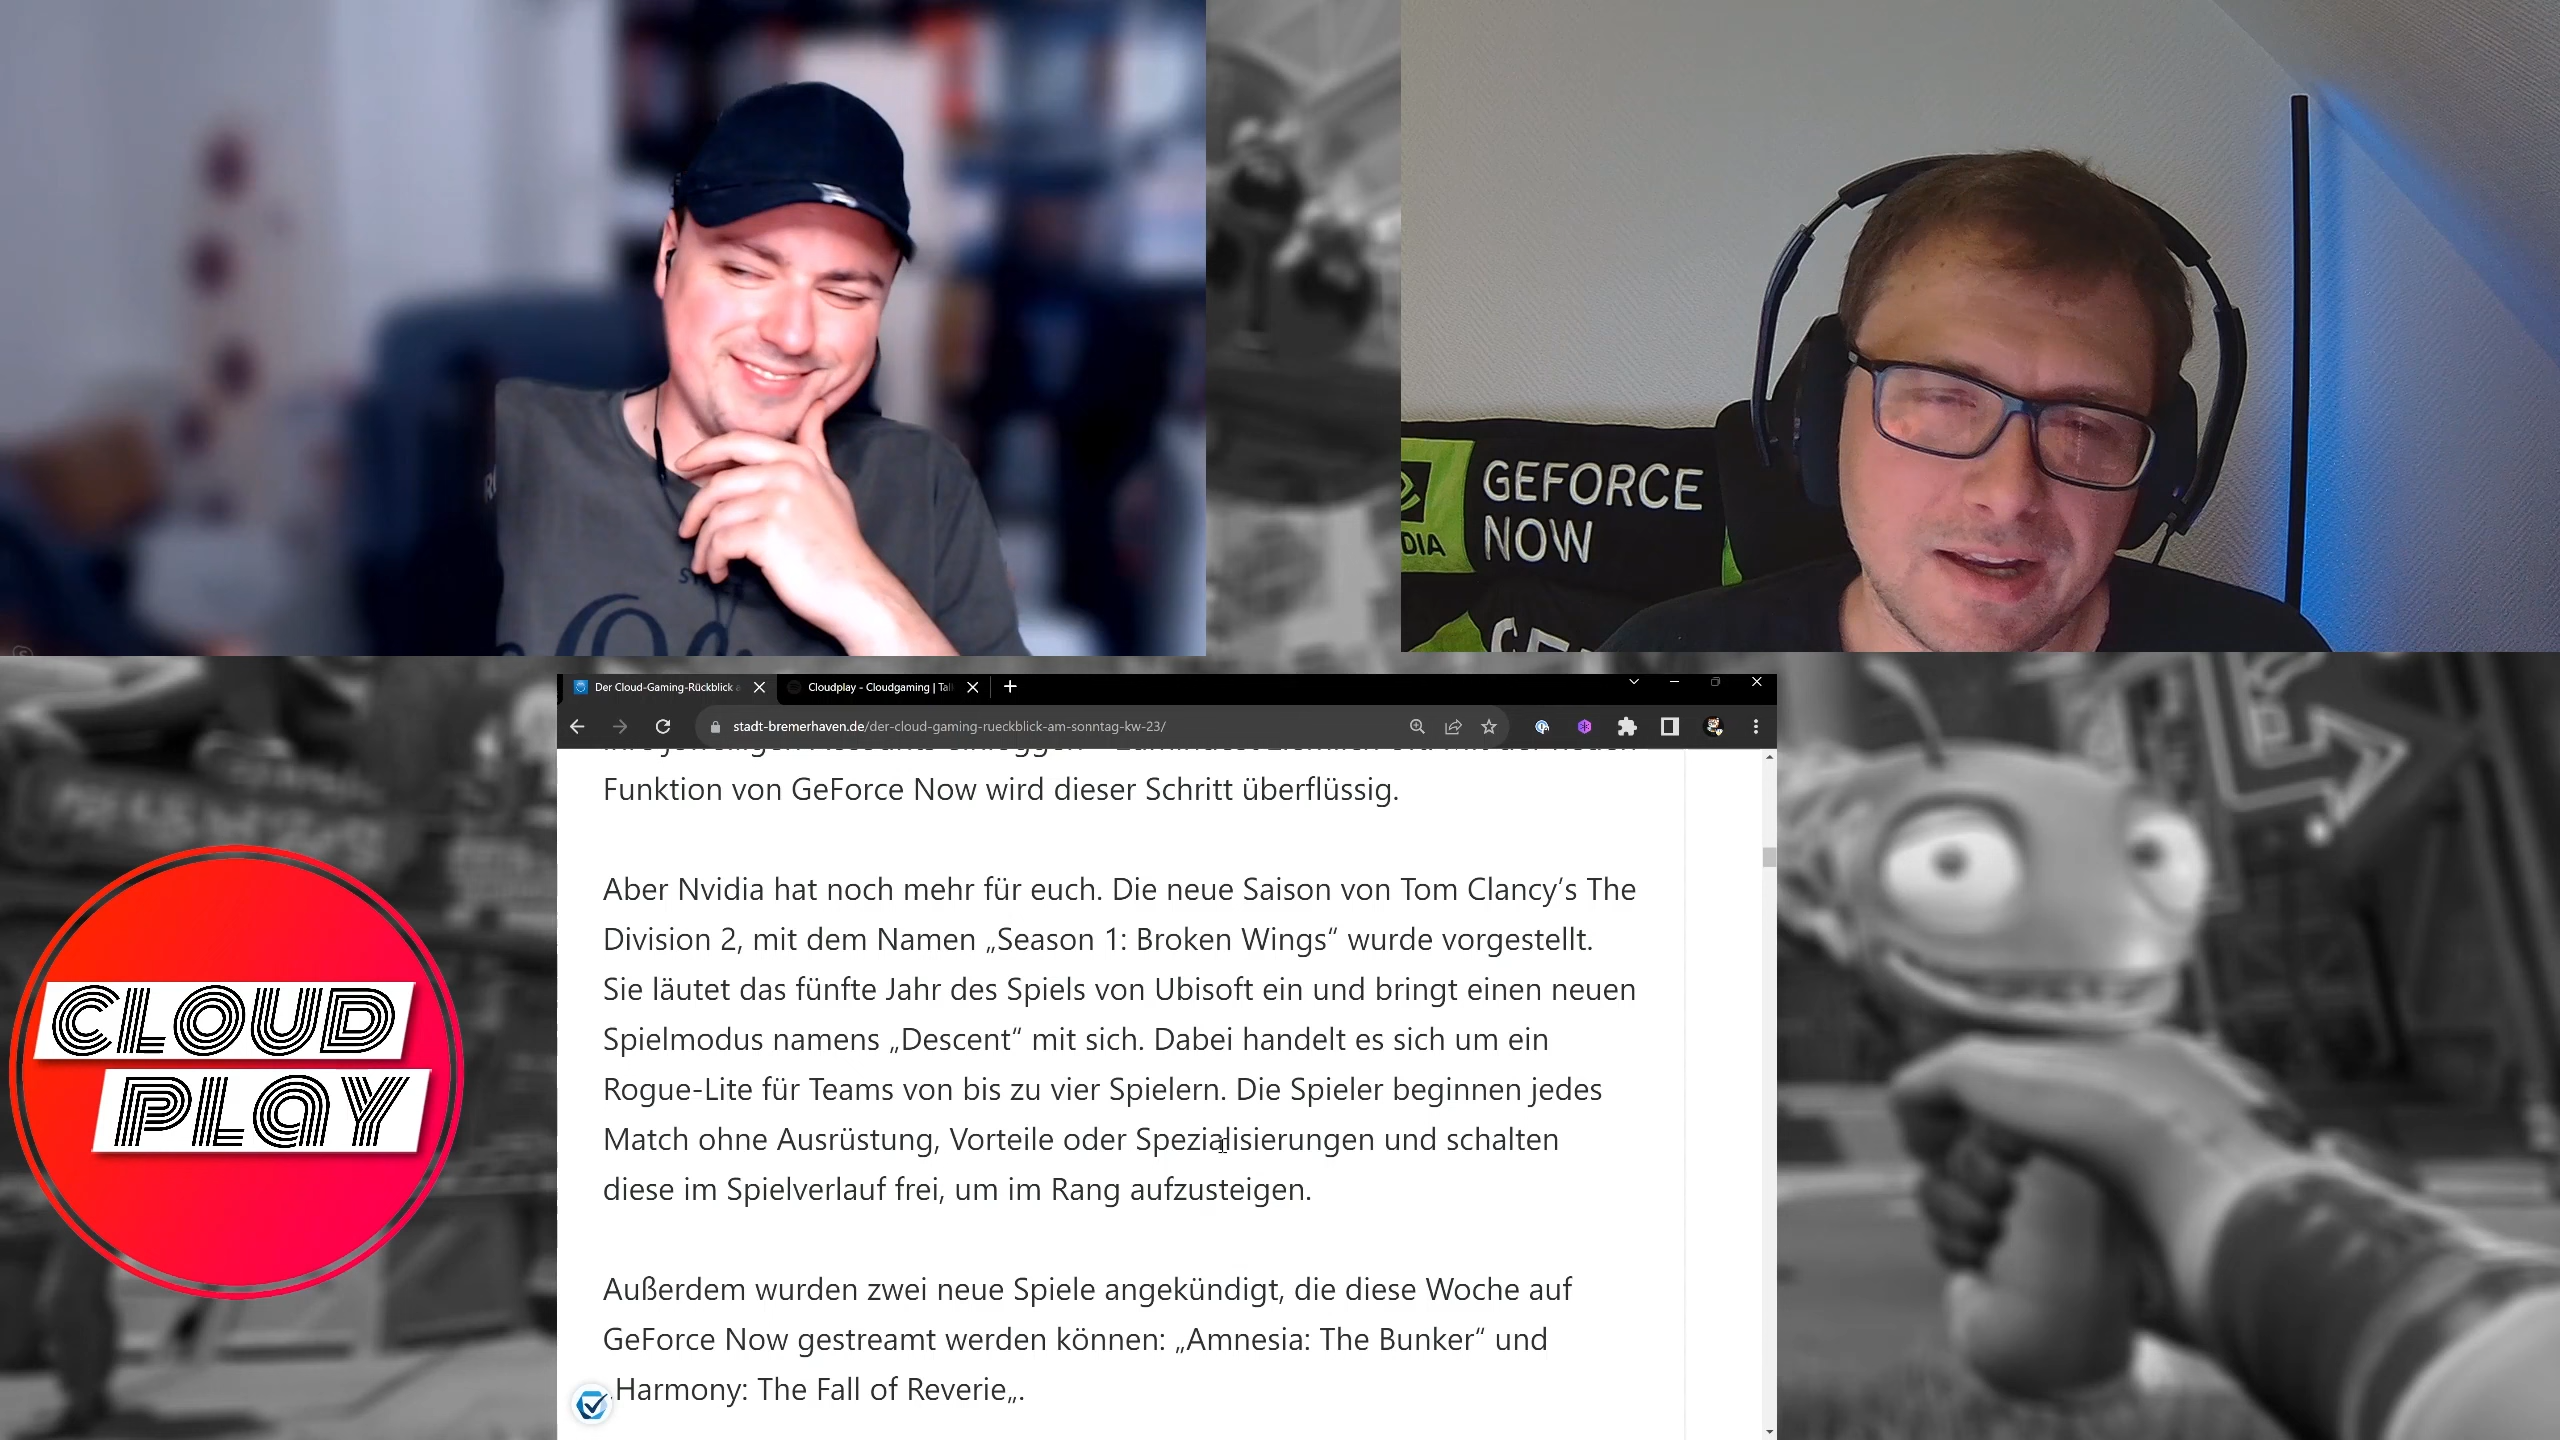 GEFORCE
NOW
Der Cloud-Gaming-Rückblick
Cloudplay - Cloudgaming | Tal
stadt-bremerhaven.de/der-cloud-gaming-rueckblick-am-sonntag-kw-23/
Funktion von GeForce Now wird dieser Schritt überflüssig.
Aber Nvidia hat noch mehr für euch. Die neue Saison von Tom Clancy’s The
Division 2, mit dem Namen „Season 1: Broken Wings“ wurde vorgestellt.
Sie läutet das fünfte Jahr des Spiels von Ubisoft ein und bringt einen neuen
Spielmodus namens „Descent“ mit sich. Dabei handelt es sich um ein
Rogue-Lite für Teams von bis zu vier Spielern. Die Spieler beginnen jedes
Match ohne Ausrüstung, Vorteile oder Spezialisierungen und schalten
diese im Spielverlauf frei, um im Rang aufzusteigen.
Außerdem wurden zwei neue Spiele angekündigt, die diese Woche auf
GeForce Now gestreamt werden können: „Amnesia: The Bunker“ und
Harmony: The Fall of Reverie„.
CLOUD
PLAY